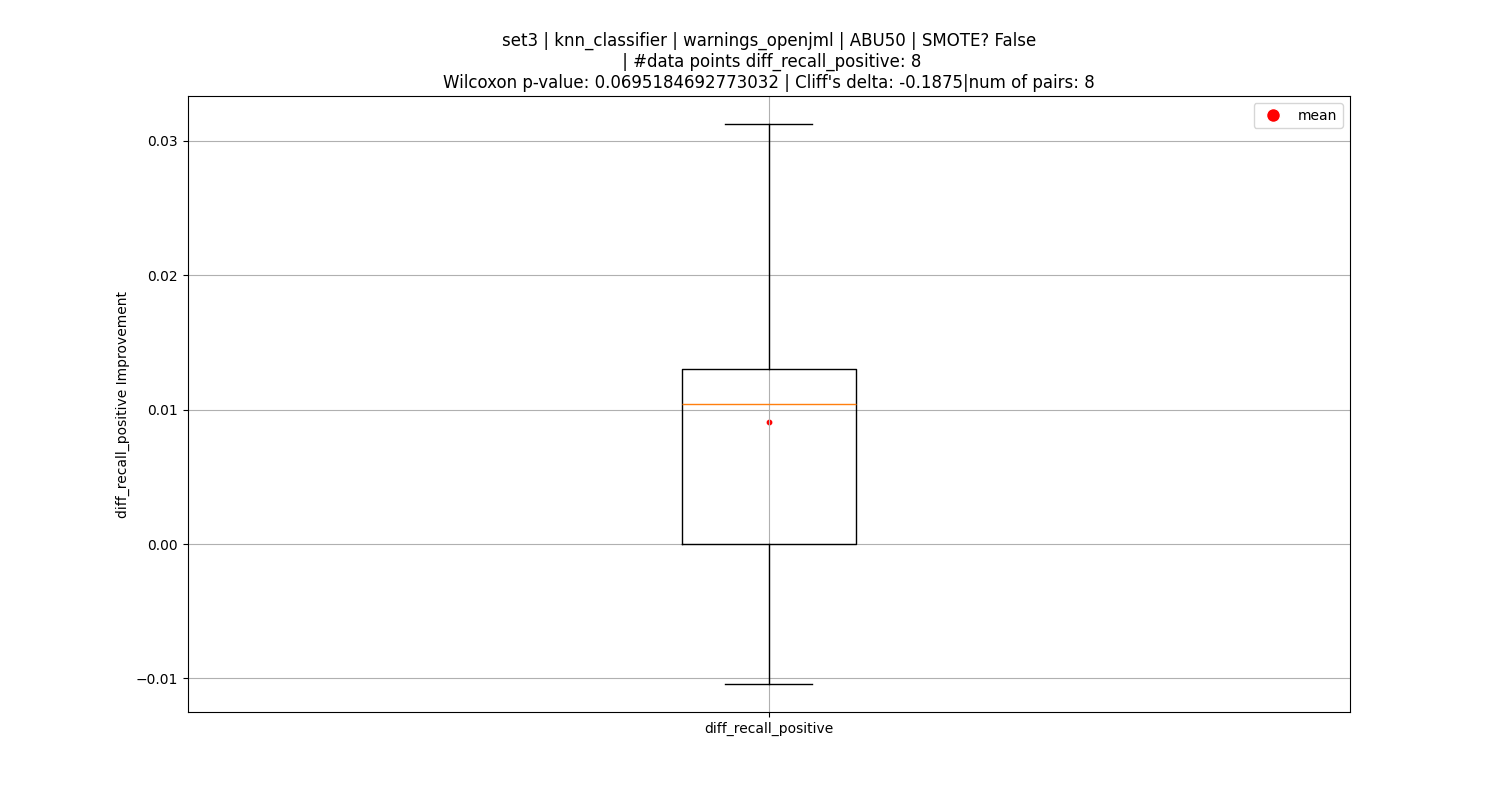 set3 | knn_classifier | warnings_openjml | ABU50 | SMOTE? False
| #data points diff_recall_positive: 8
Wilcoxon p-value: 0.0695184692773032 | Cliff's delta: -0.1875|num of pairs: 8
mean
0.03
0.02
0.01
0.00
−0.01
diff_recall_positive Improvement
diff_recall_positive